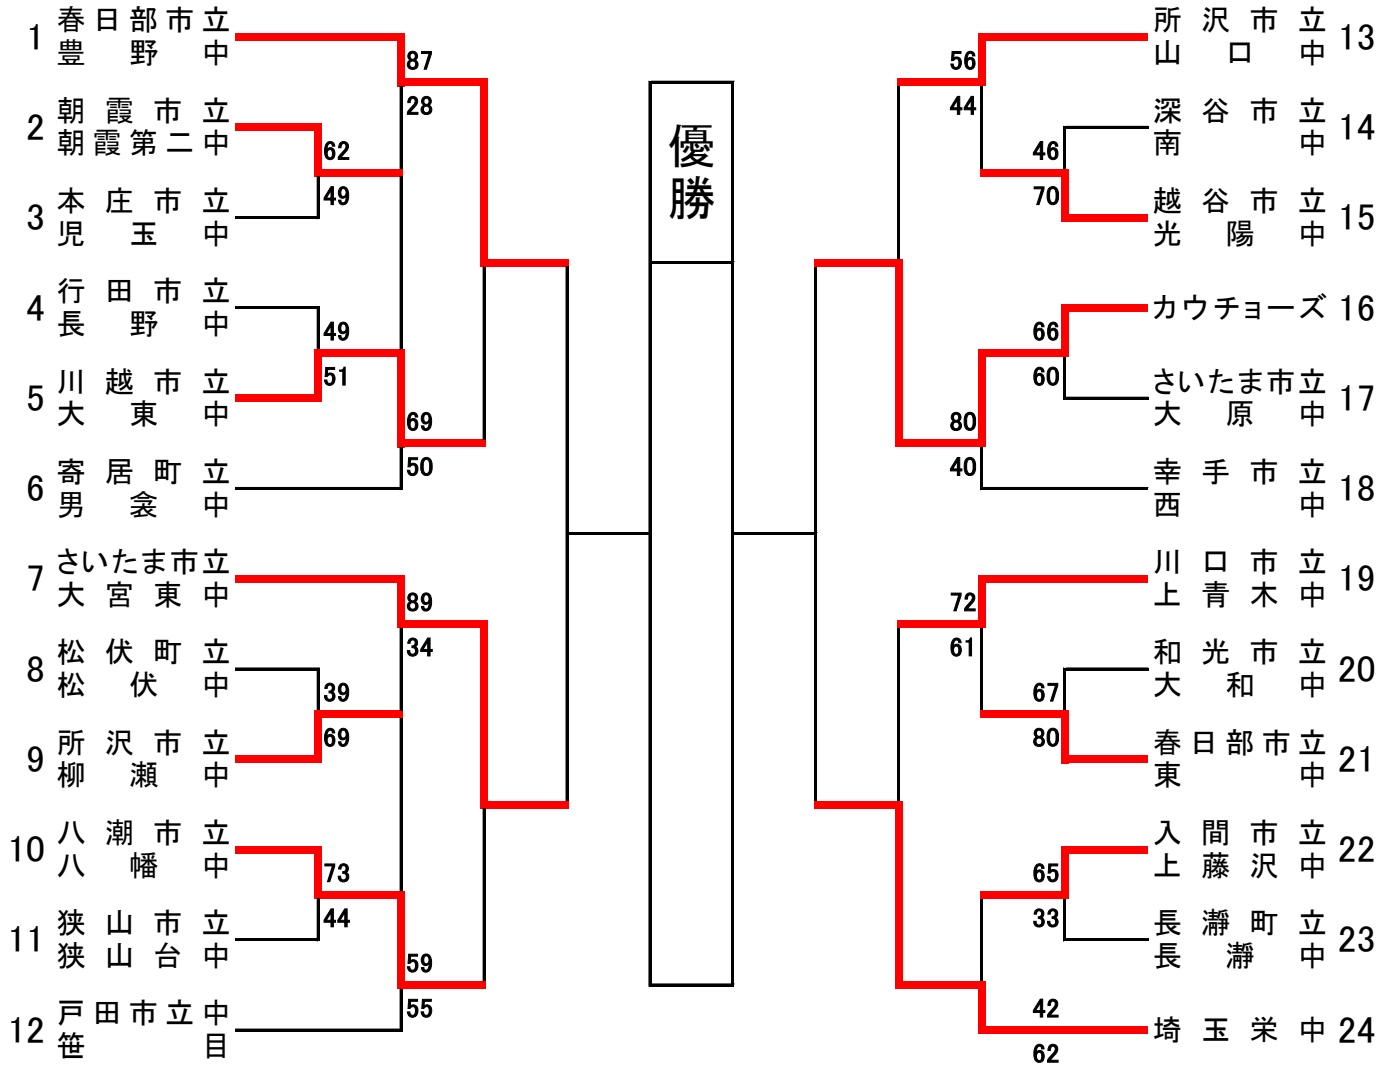 1 春日部市立
豊野中
87
28
2 朝霞市立
朝霞第二中
62
49
3 本庄市立
児玉中
4 行田市立
長野中
49
51
5 川越市立
大東中
69
50
6 寄居町立
男衾中
7 さいたま市立
大宮東中
89
34
8 松伏町立
松伏中
39
69
9 所沢市立
柳瀬中
10 八潮市立
八幡中
73
44
11 狭山市立
狭山台中
59
55
12 戸田市立中
笹目
優勝
所沢市立 13
山口中
56
44
深谷市立 14
南中
46
70
越谷市立 15
光陽中
カウチョーズ 16
66
60
さいたま市立 17
大原中
80
40
幸手市立 18
西中
川口市立 19
上青木中
72
61
和光市立 20
大和中
67
80
春日部市立 21
東中
入間市立 22
上藤沢中
65
33
長瀞町立 23
長瀞中
42
62
埼玉栄中 24